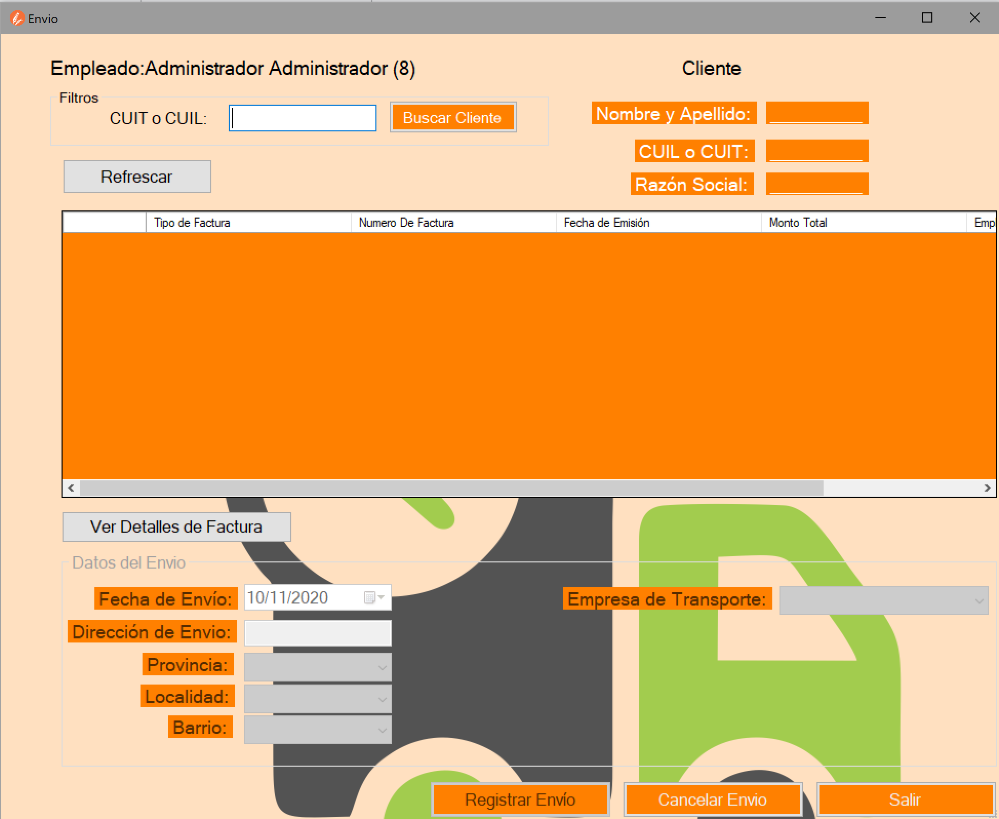 Envio
Empleado:Administrador Administrador (8)
Cliente
Filtros
CUIT o CUIL:
Buscar Cliente
Nombre y Apellido:
CUIL o CUIT:
Razón Social:
Refrescar
Tipo de Factura Numero De Factura Fecha de Emisión Monto Total Emp
Ver Detalles de Factura
Datos del Envio
Fecha de Envío: 10/11/2020
Empresa de Transporte:
Dirección de Envio:
Provincia:
Localidad:
Barrio:
Registrar Envío Cancelar Envio Salir